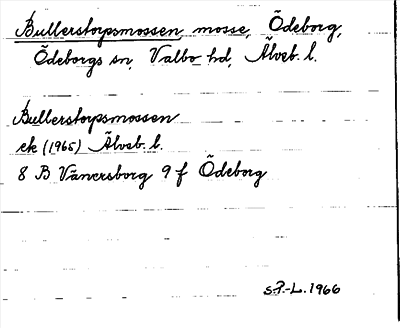 Bullerstorpsmossen mosse, Ödeborg,
Ödeborgs sn, Valbo hd, Älvsb. l.
Bullerstorpsmossen
ek (1965) Älvsb. l.
8 B Vänersborg 9 f Ödeborg
S.P.-L. 1966